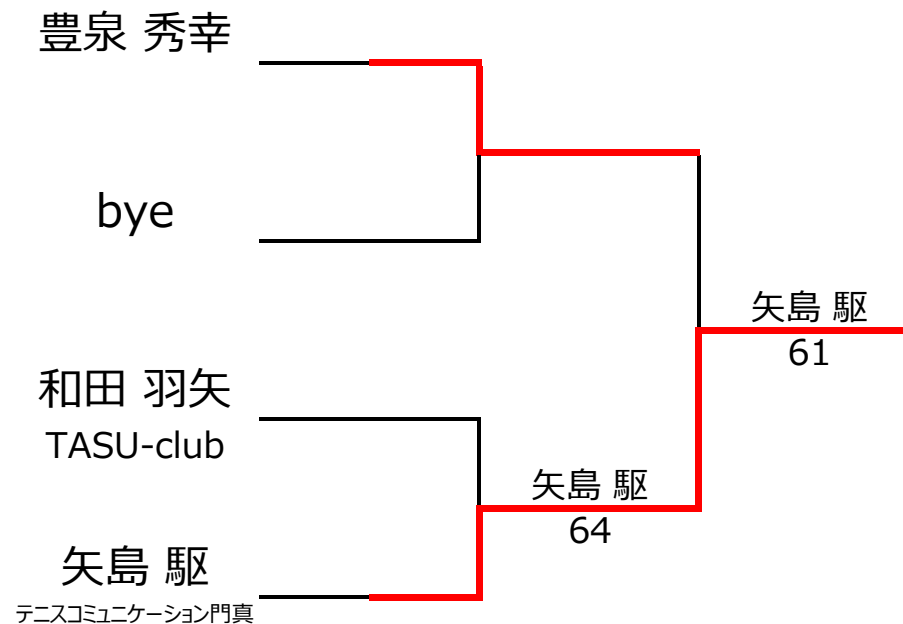 豊泉 秀幸
bye
和田 羽矢
TASU-club
矢島 駆
テニスコミュニケーション門真
矢島 駆
64
矢島 駆
61